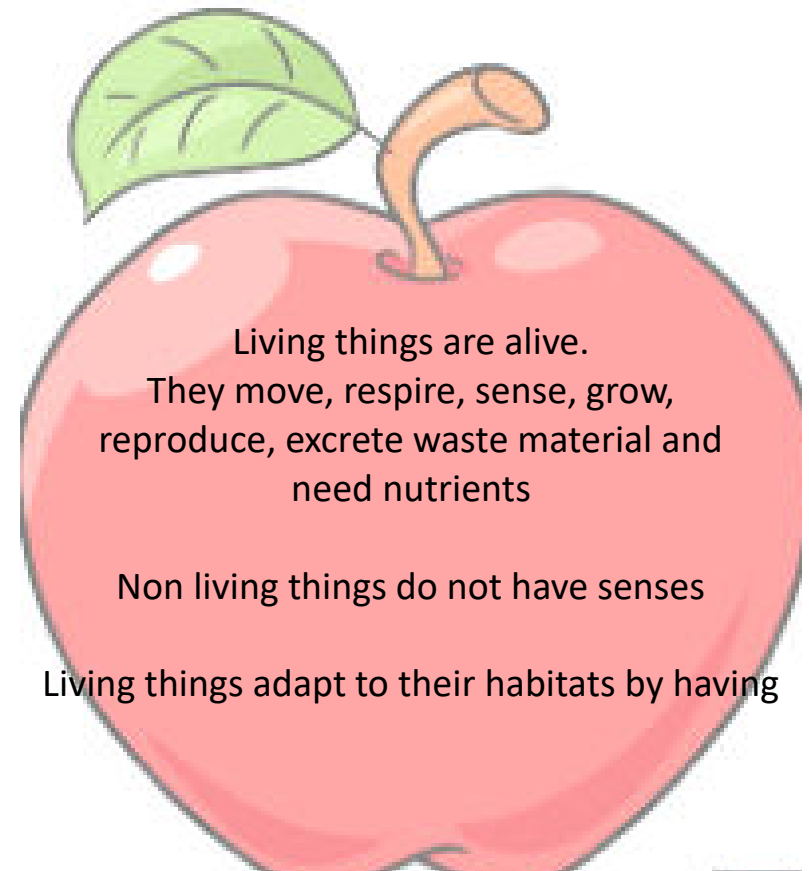 Living things are alive.
They move, respire, sense, grow,
reproduce, excrete waste material and
need nutrients
Non living things do not have senses
Living things adapt to their habitats by having